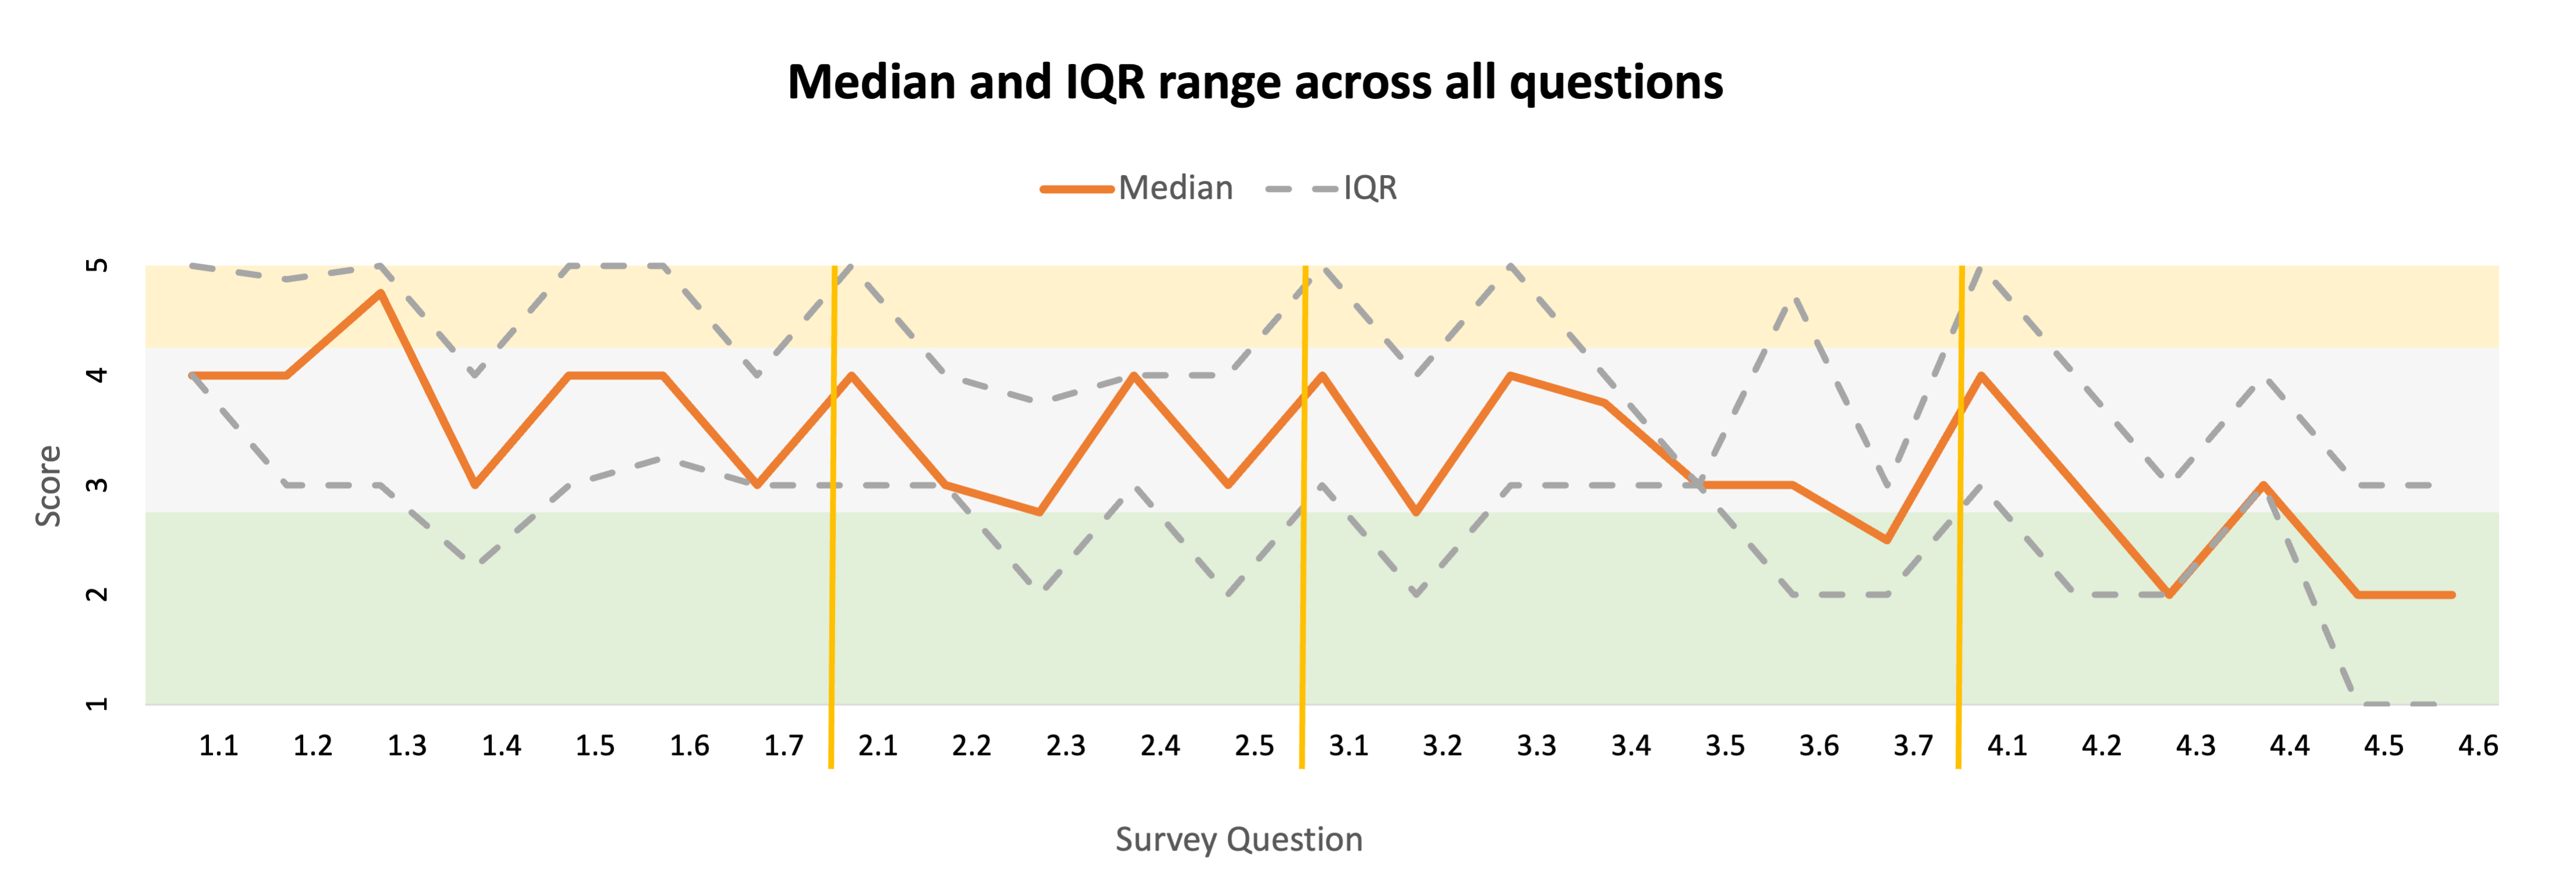 Median and IQR range across all questions
Median IQR
5
4
3
2
1
Score
1.1 1.2 1.3 1.4 1.5 1.6 1.7 2.1 2.2 2.3 2.4 2.5 3.1 3.2 3.3 3.4 3.5 3.6 3.7 4.1 4.2 4.3 4.4 4.5 4.6
Survey Question